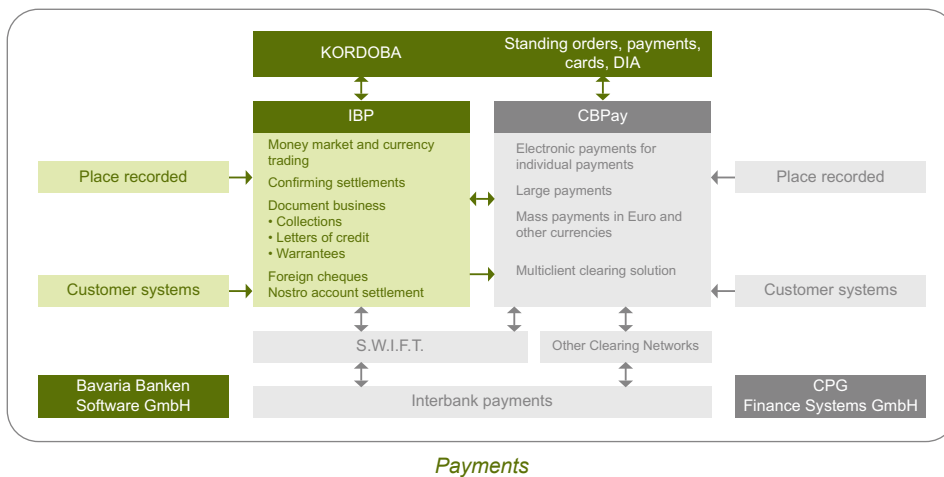 KORDOBA
Standing orders, payments,
cards, DIA
IBP
Money market and currency
trading
Confirming settlements
Document business
• Collections
• Letters of credit
• Warrantees
Foreign cheques
Nostro account settlement
CBPay
Electronic payments for
individual payments
Large payments
Mass payments in Euro and
other currencies
Multiclient clearing solution
Place recorded
Customer systems
Place recorded
Customer systems
S.W.I.F.T.
Other Clearing Networks
Interbank payments
Bavaria Banken
Software GmbH
CPG
Finance Systems GmbH
Payments